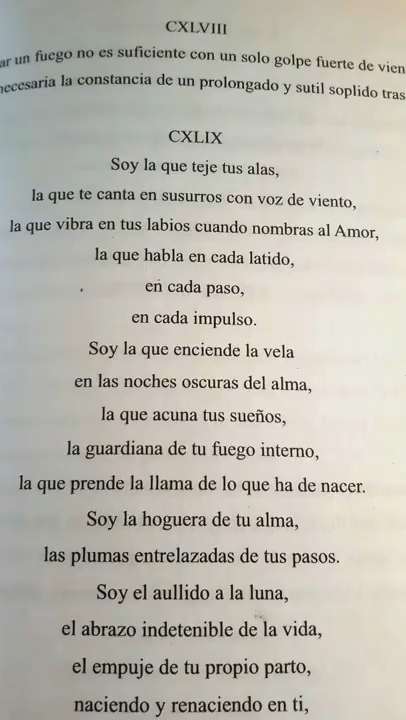 CXLVIII
ar un fuego no es suficiente con un solo golpe fuerte de vien
necesaria la constancia de un prolongado y sutil soplido tras
CXLIX
Soy la que teje tus alas,
la que te canta en susurros con voz de viento,
la que vibra en tus labios cuando nombras al Amor,
la que habla en cada latido,
en cada paso,
en cada impulso.
Soy la que enciende la vela
en las noches oscuras del alma,
la que acuna tus sueños,
la guardiana de tu fuego interno,
la que prende la llama de lo que ha de nacer.
Soy la hoguera de tu alma,
las plumas entrelazadas de tus pasos.
Soy el aullido a la luna,
el abrazo indetenible de la vida,
el empuje de tu propio parto,
naciendo y renaciendo en ti,